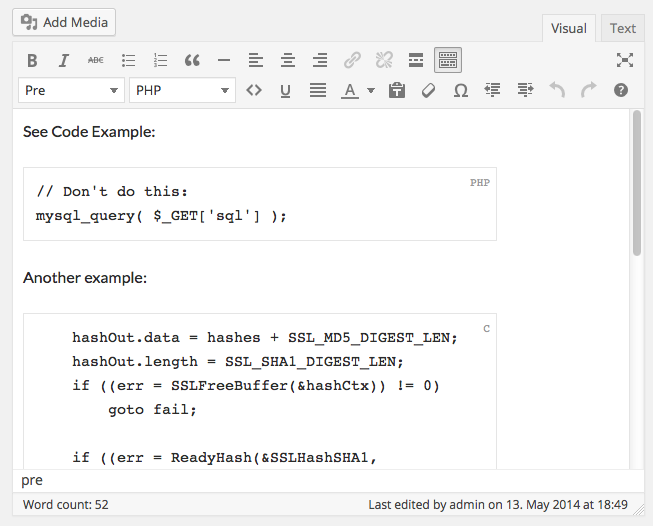 Add Media
Visual Text
B I ABC
Pre PHP U A Ω ?
See Code Example:
PHP
// Don't do this:
mysql_query( $_GET['sql'] );
Another example:
C
hashOut.data = hashes + SSL_MD5_DIGEST_LEN;
hashOut.length = SSL_SHA1_DIGEST_LEN;
if ((err = SSLFreeBuffer(&hashCtx)) != 0)
goto fail;
if ((err = ReadyHash(&SSLHashSHA1,
pre
Word count: 52 Last edited by admin on 13. May 2014 at 18:49